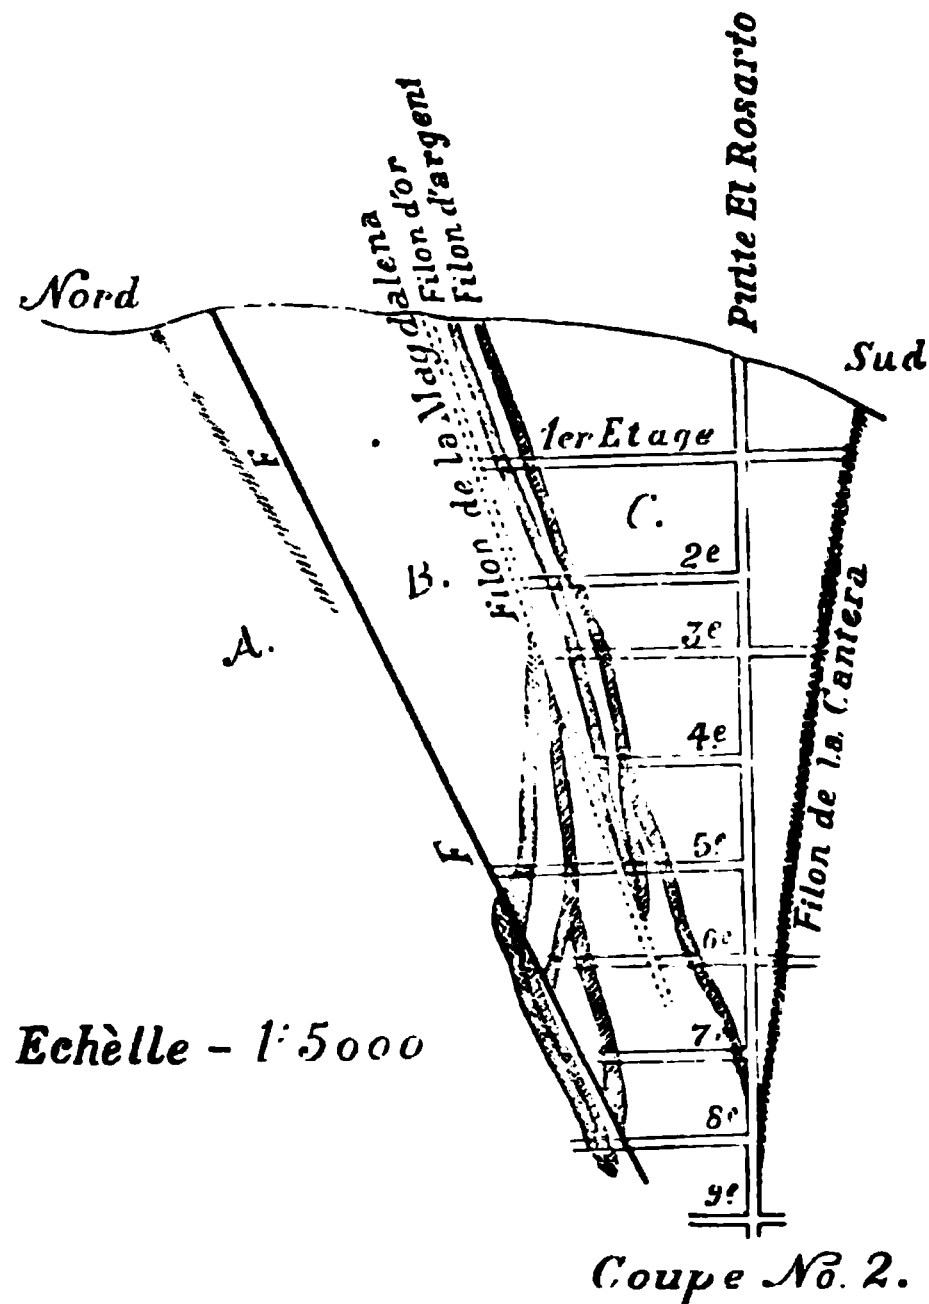 Puits El Rosario
Filon de la Magdalena
Filon d'or
Filon d'argent
Nord
Sud
1er Etage
F
C.
2e
B.
3e
A.
Filon de la Cantera
4e
F
5e
6e
7.
Echèlle - 1:5000
8e
9e
Coupe No. 2.